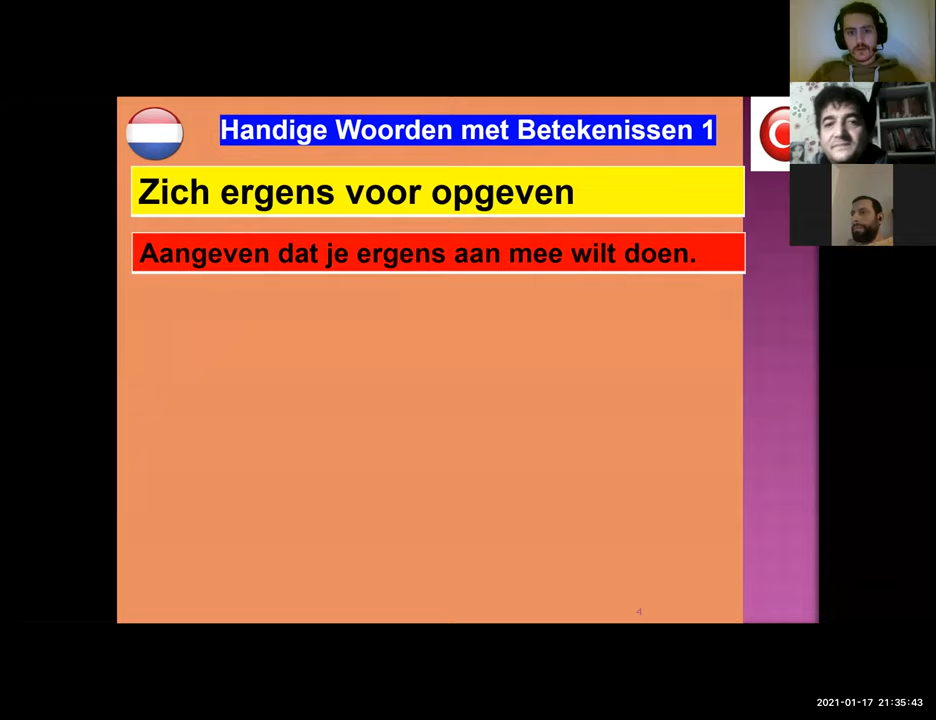 Handige Woorden met Betekenissen 1
Zich ergens voor opgeven
Aangeven dat je ergens aan mee wilt doen.
4
2021-01-17 21:35:43